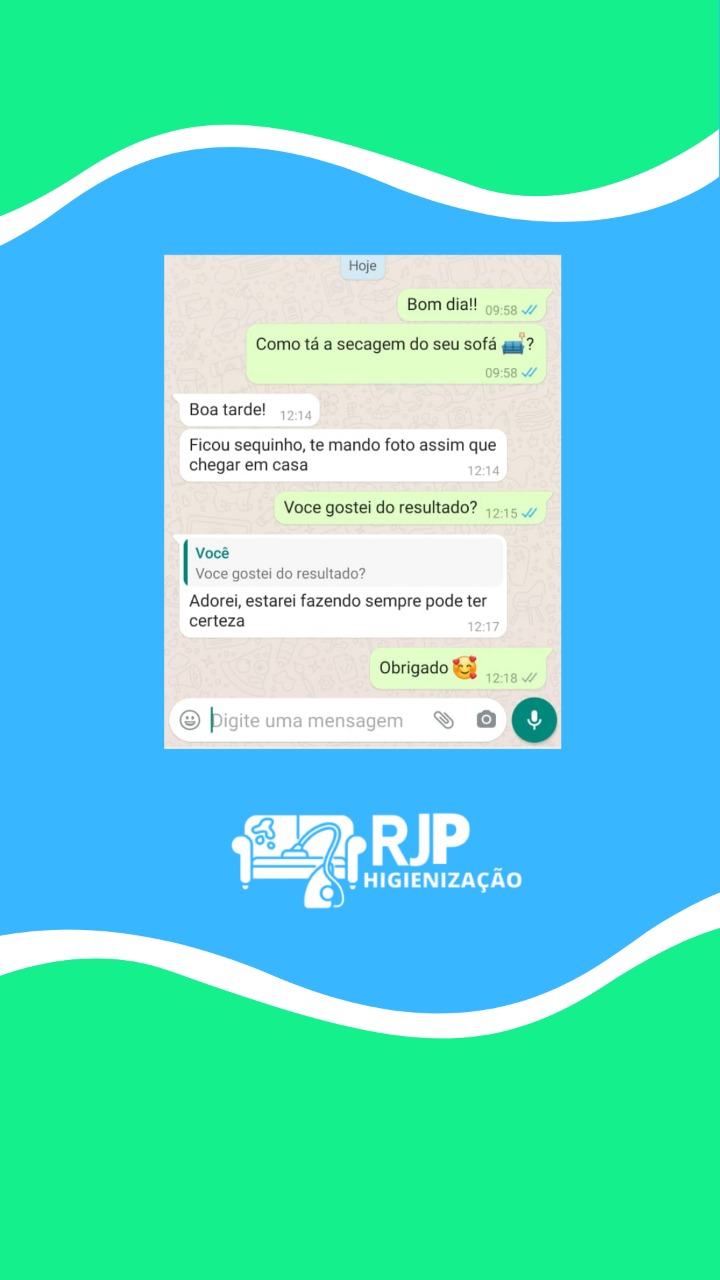 Hoje
Bom dia!! 09:58
Como tá a secagem do seu sofá 🛋️?
09:58
Boa tarde! 12:14
Ficou sequinho, te mando foto assim que
chegar em casa
12:14
Voce gostei do resultado? 12:15
Você
Voce gostei do resultado?
Adorei, estarei fazendo sempre pode ter
certeza
12:17
Obrigado 🥰 12:18
Digite uma mensagem
RJP
HIGIENIZAÇÃO